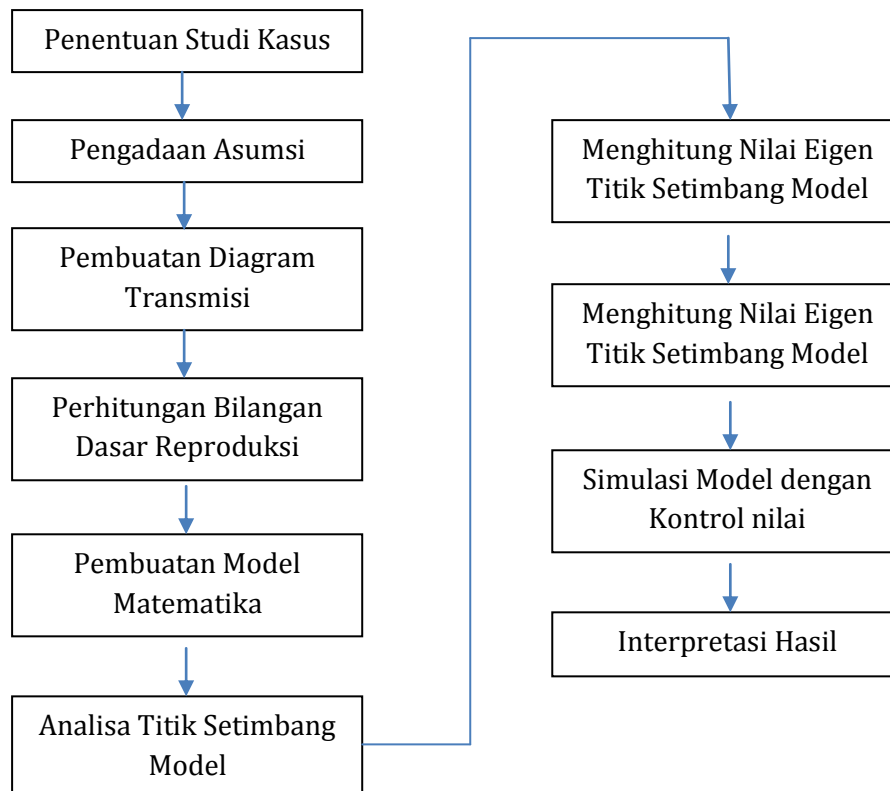 Penentuan Studi Kasus
Pengadaan Asumsi
Pembuatan Diagram
Transmisi
Perhitungan Bilangan
Dasar Reproduksi
Pembuatan Model
Matematika
Analisa Titik Setimbang
Model
Menghitung Nilai Eigen
Titik Setimbang Model
Menghitung Nilai Eigen
Titik Setimbang Model
Simulasi Model dengan
Kontrol nilai
Interpretasi Hasil